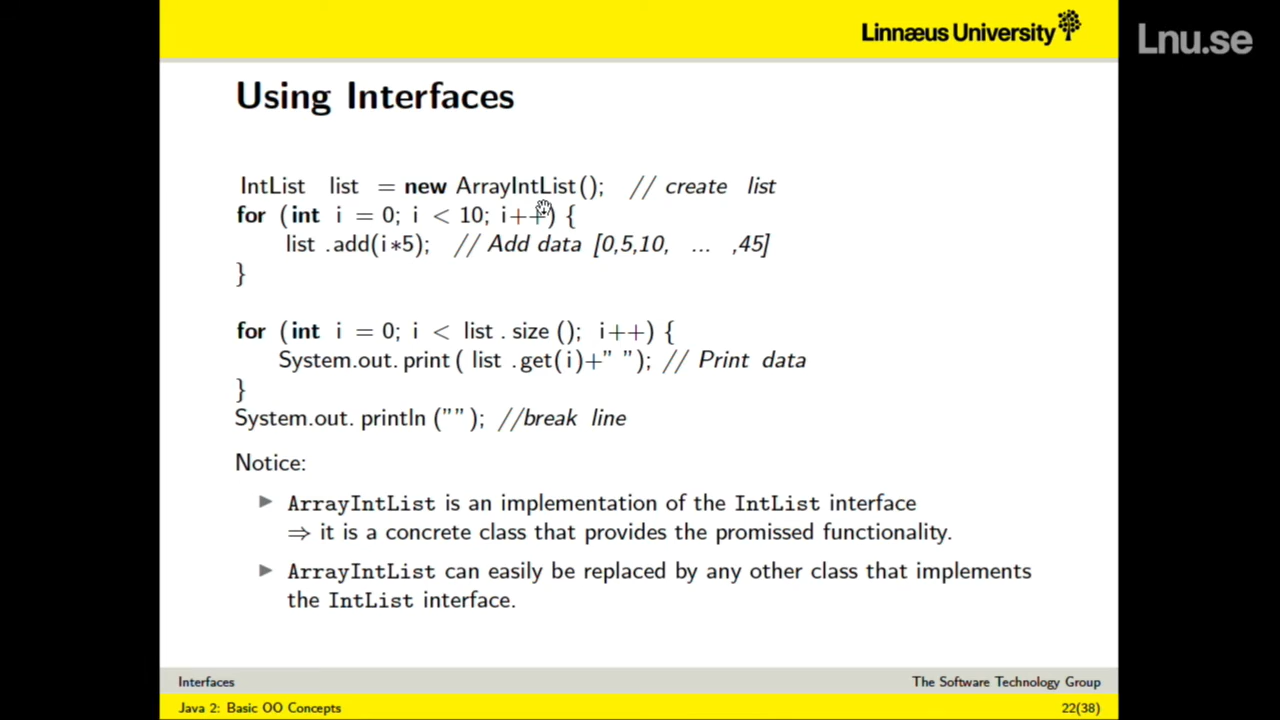 Linnæus University
Lnu.se
Using Interfaces
IntList list = new ArrayIntList(); // create list
for (int i = 0; i < 10; i++) {
list .add(i*5); // Add data [0,5,10, ... ,45]
}
for (int i = 0; i < list . size (); i++) {
System.out. print ( list .get(i)+" "); // Print data
}
System.out. println (""); //break line
Notice:
▶ ArrayIntList is an implementation of the IntList interface
⇒ it is a concrete class that provides the promissed functionality.
▶ ArrayIntList can easily be replaced by any other class that implements
the IntList interface.
Interfaces The Software Technology Group
Java 2: Basic OO Concepts 22(38)